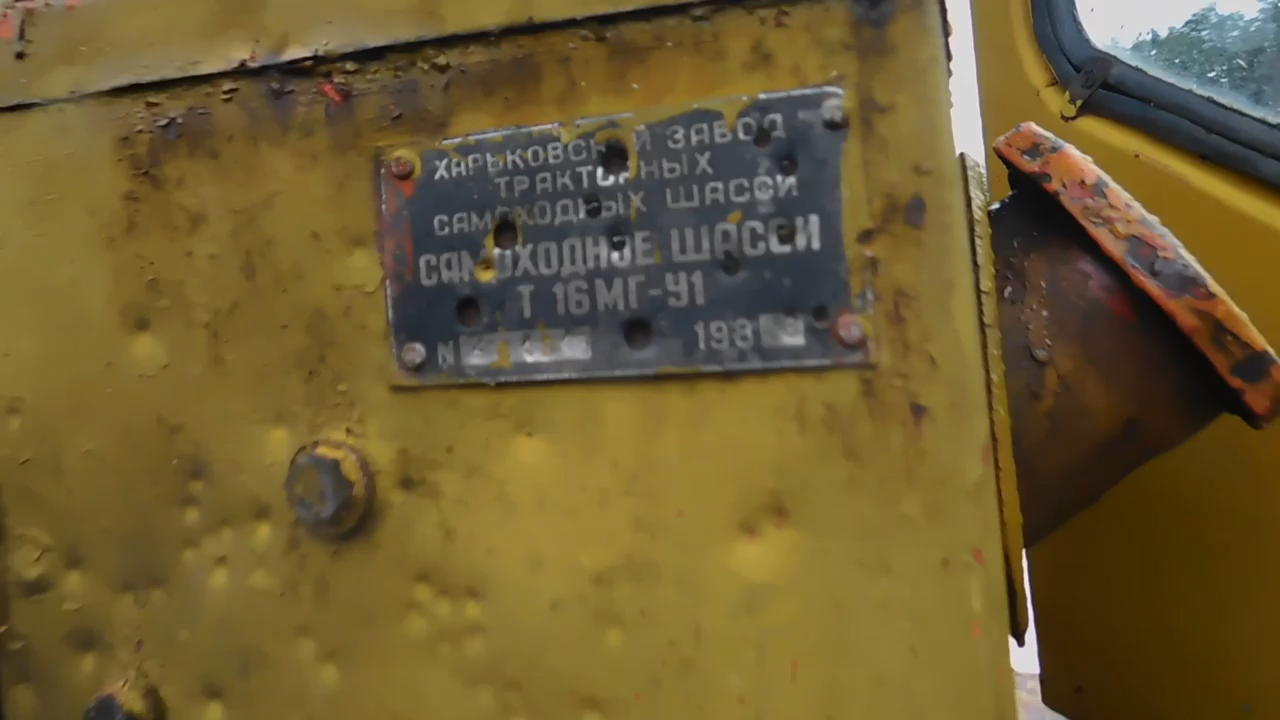 ХАРЬКОВСКИЙ ЗАВОД
ТРАКТОРНЫХ
САМОХОДНЫХ ШАССИ
САМОХОДНОЕ ШАССИ
Т 16МГ-У1
N 198